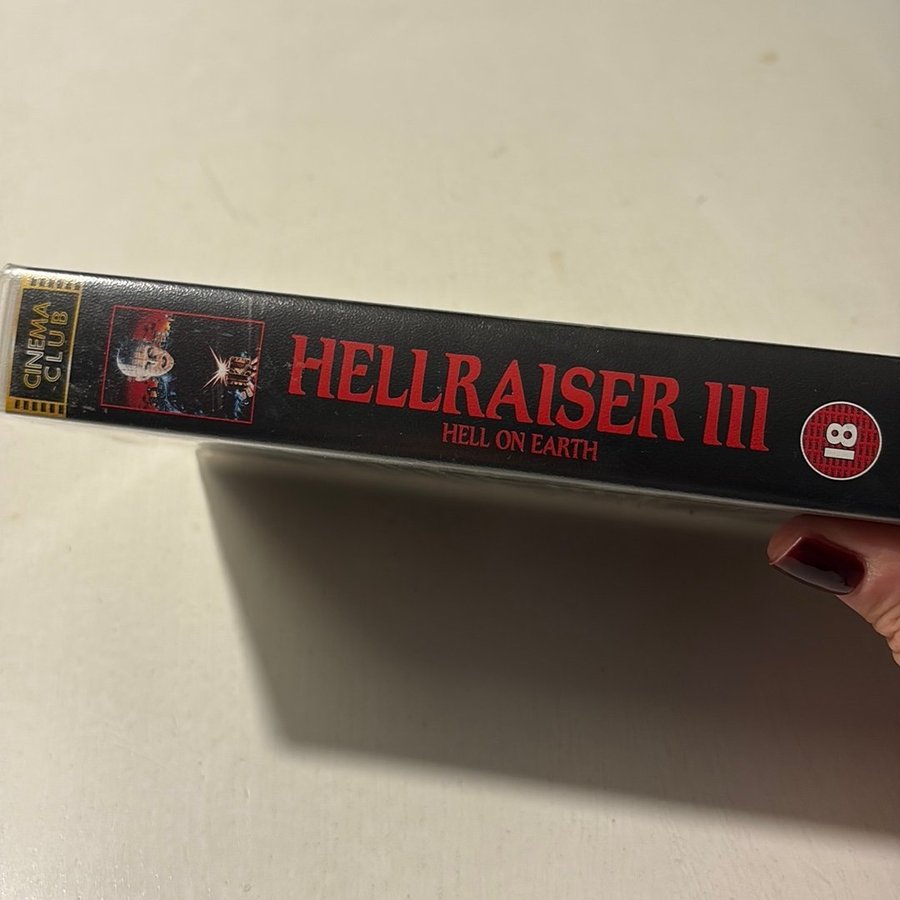 CINEMA
CLUB
HELLRAISER III
HELL ON EARTH
18